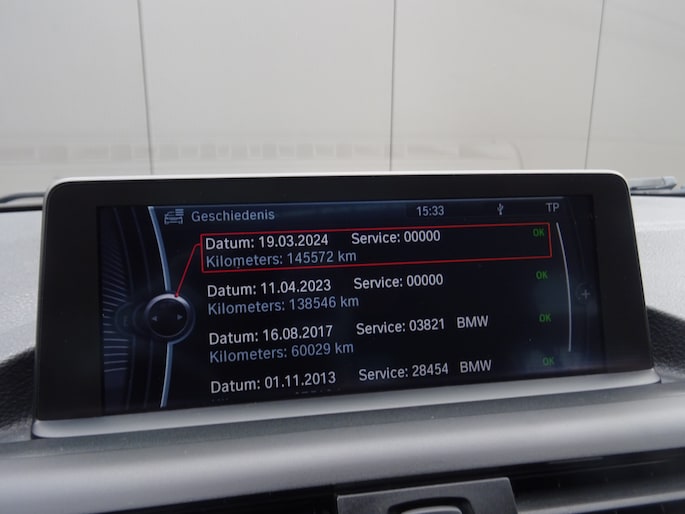 Geschiedenis 15:33 TP
Datum: 19.03.2024 Service: 00000 OK
Kilometers: 145572 km
Datum: 11.04.2023 Service: 00000 OK
Kilometers: 138546 km
Datum: 16.08.2017 Service: 03821 BMW OK
Kilometers: 60029 km
Datum: 01.11.2013 Service: 28454 BMW OK